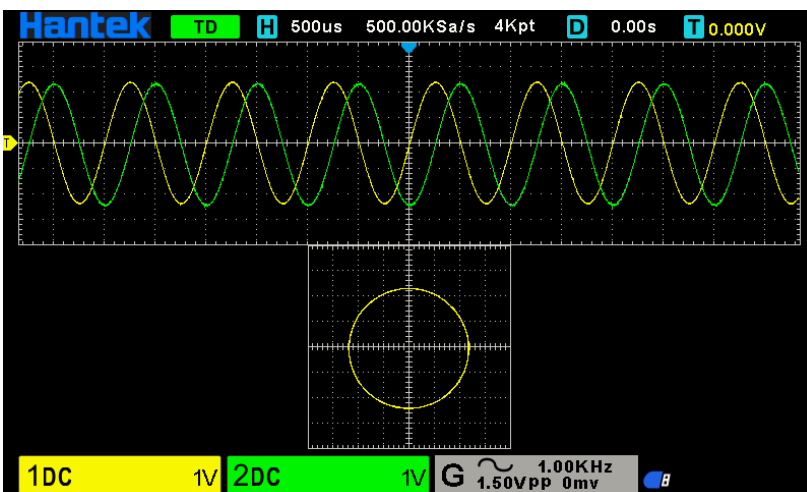 Hantek TD H 500us 500.00KSa/s 4Kpt D 0.00s T 0.000V
T
1DC 1V 2DC 1V G 1.00KHz
1.50Vpp 0mv